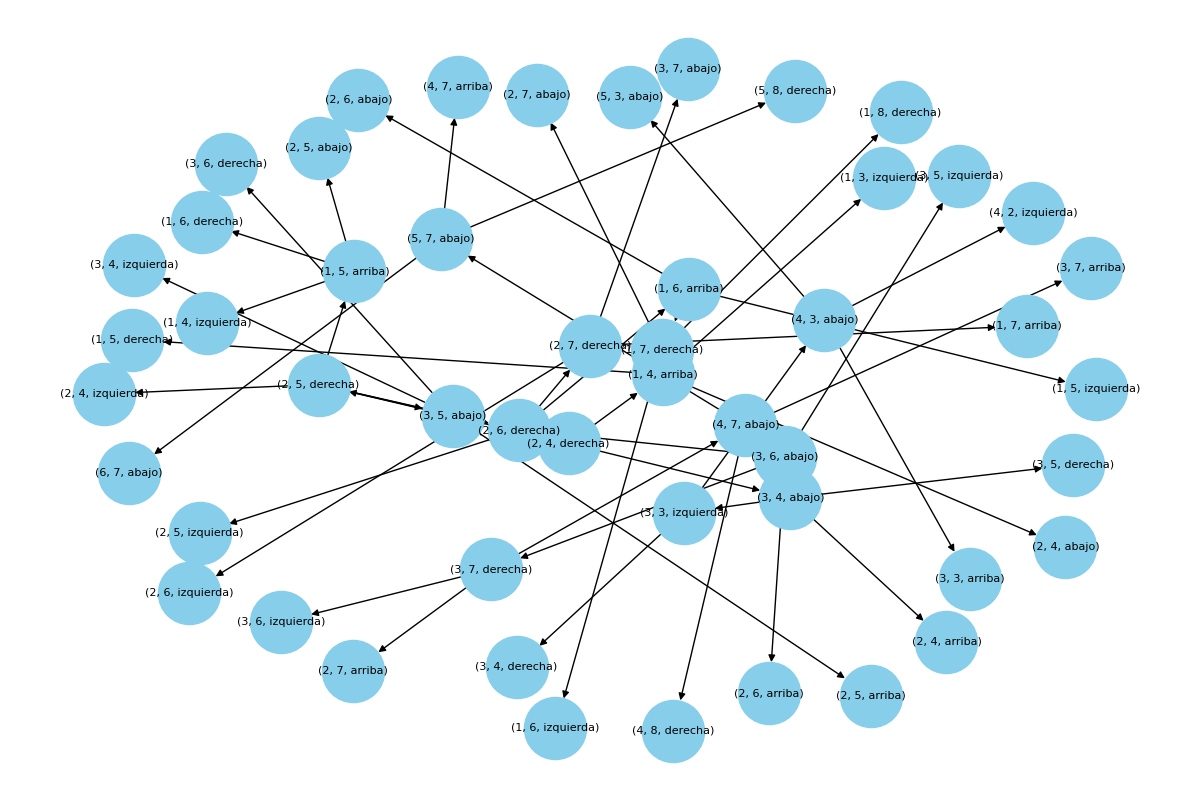 (3, 7, abajo)
(4, 7, arriba)
(5, 8, derecha)
(2, 7, abajo)
(5, 3, abajo)
(2, 6, abajo)
(1, 8, derecha)
(2, 5, abajo)
(3, 6, derecha)
(1, 3, izquierda)
(3, 5, izquierda)
(4, 2, izquierda)
(1, 6, derecha)
(5, 7, abajo)
(3, 4, izquierda)
(3, 7, arriba)
(1, 5, arriba)
(1, 6, arriba)
(4, 3, abajo)
(1, 4, izquierda)
(1, 7, arriba)
(1, 5, derecha)
(2, 7, derecha)
(1, 7, derecha)
(1, 4, arriba)
(2, 5, derecha)
(1, 5, izquierda)
(2, 4, izquierda)
(3, 5, abajo)
(4, 7, abajo)
(2, 6, derecha)
(2, 4, derecha)
(3, 6, abajo)
(3, 5, derecha)
(6, 7, abajo)
(3, 4, abajo)
(3, 3, izquierda)
(2, 5, izquierda)
(2, 4, abajo)
(3, 7, derecha)
(3, 3, arriba)
(2, 6, izquierda)
(3, 6, izquierda)
(2, 4, arriba)
(3, 4, derecha)
(2, 7, arriba)
(2, 6, arriba)
(2, 5, arriba)
(1, 6, izquierda)
(4, 8, derecha)